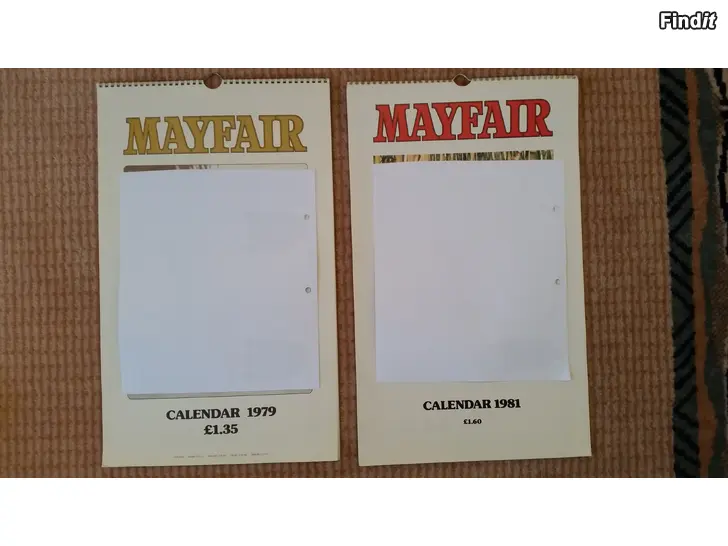 Findit
MAYFAIR
CALENDAR 1979
£1.35
MAYFAIR
CALENDAR 1981
£1.60